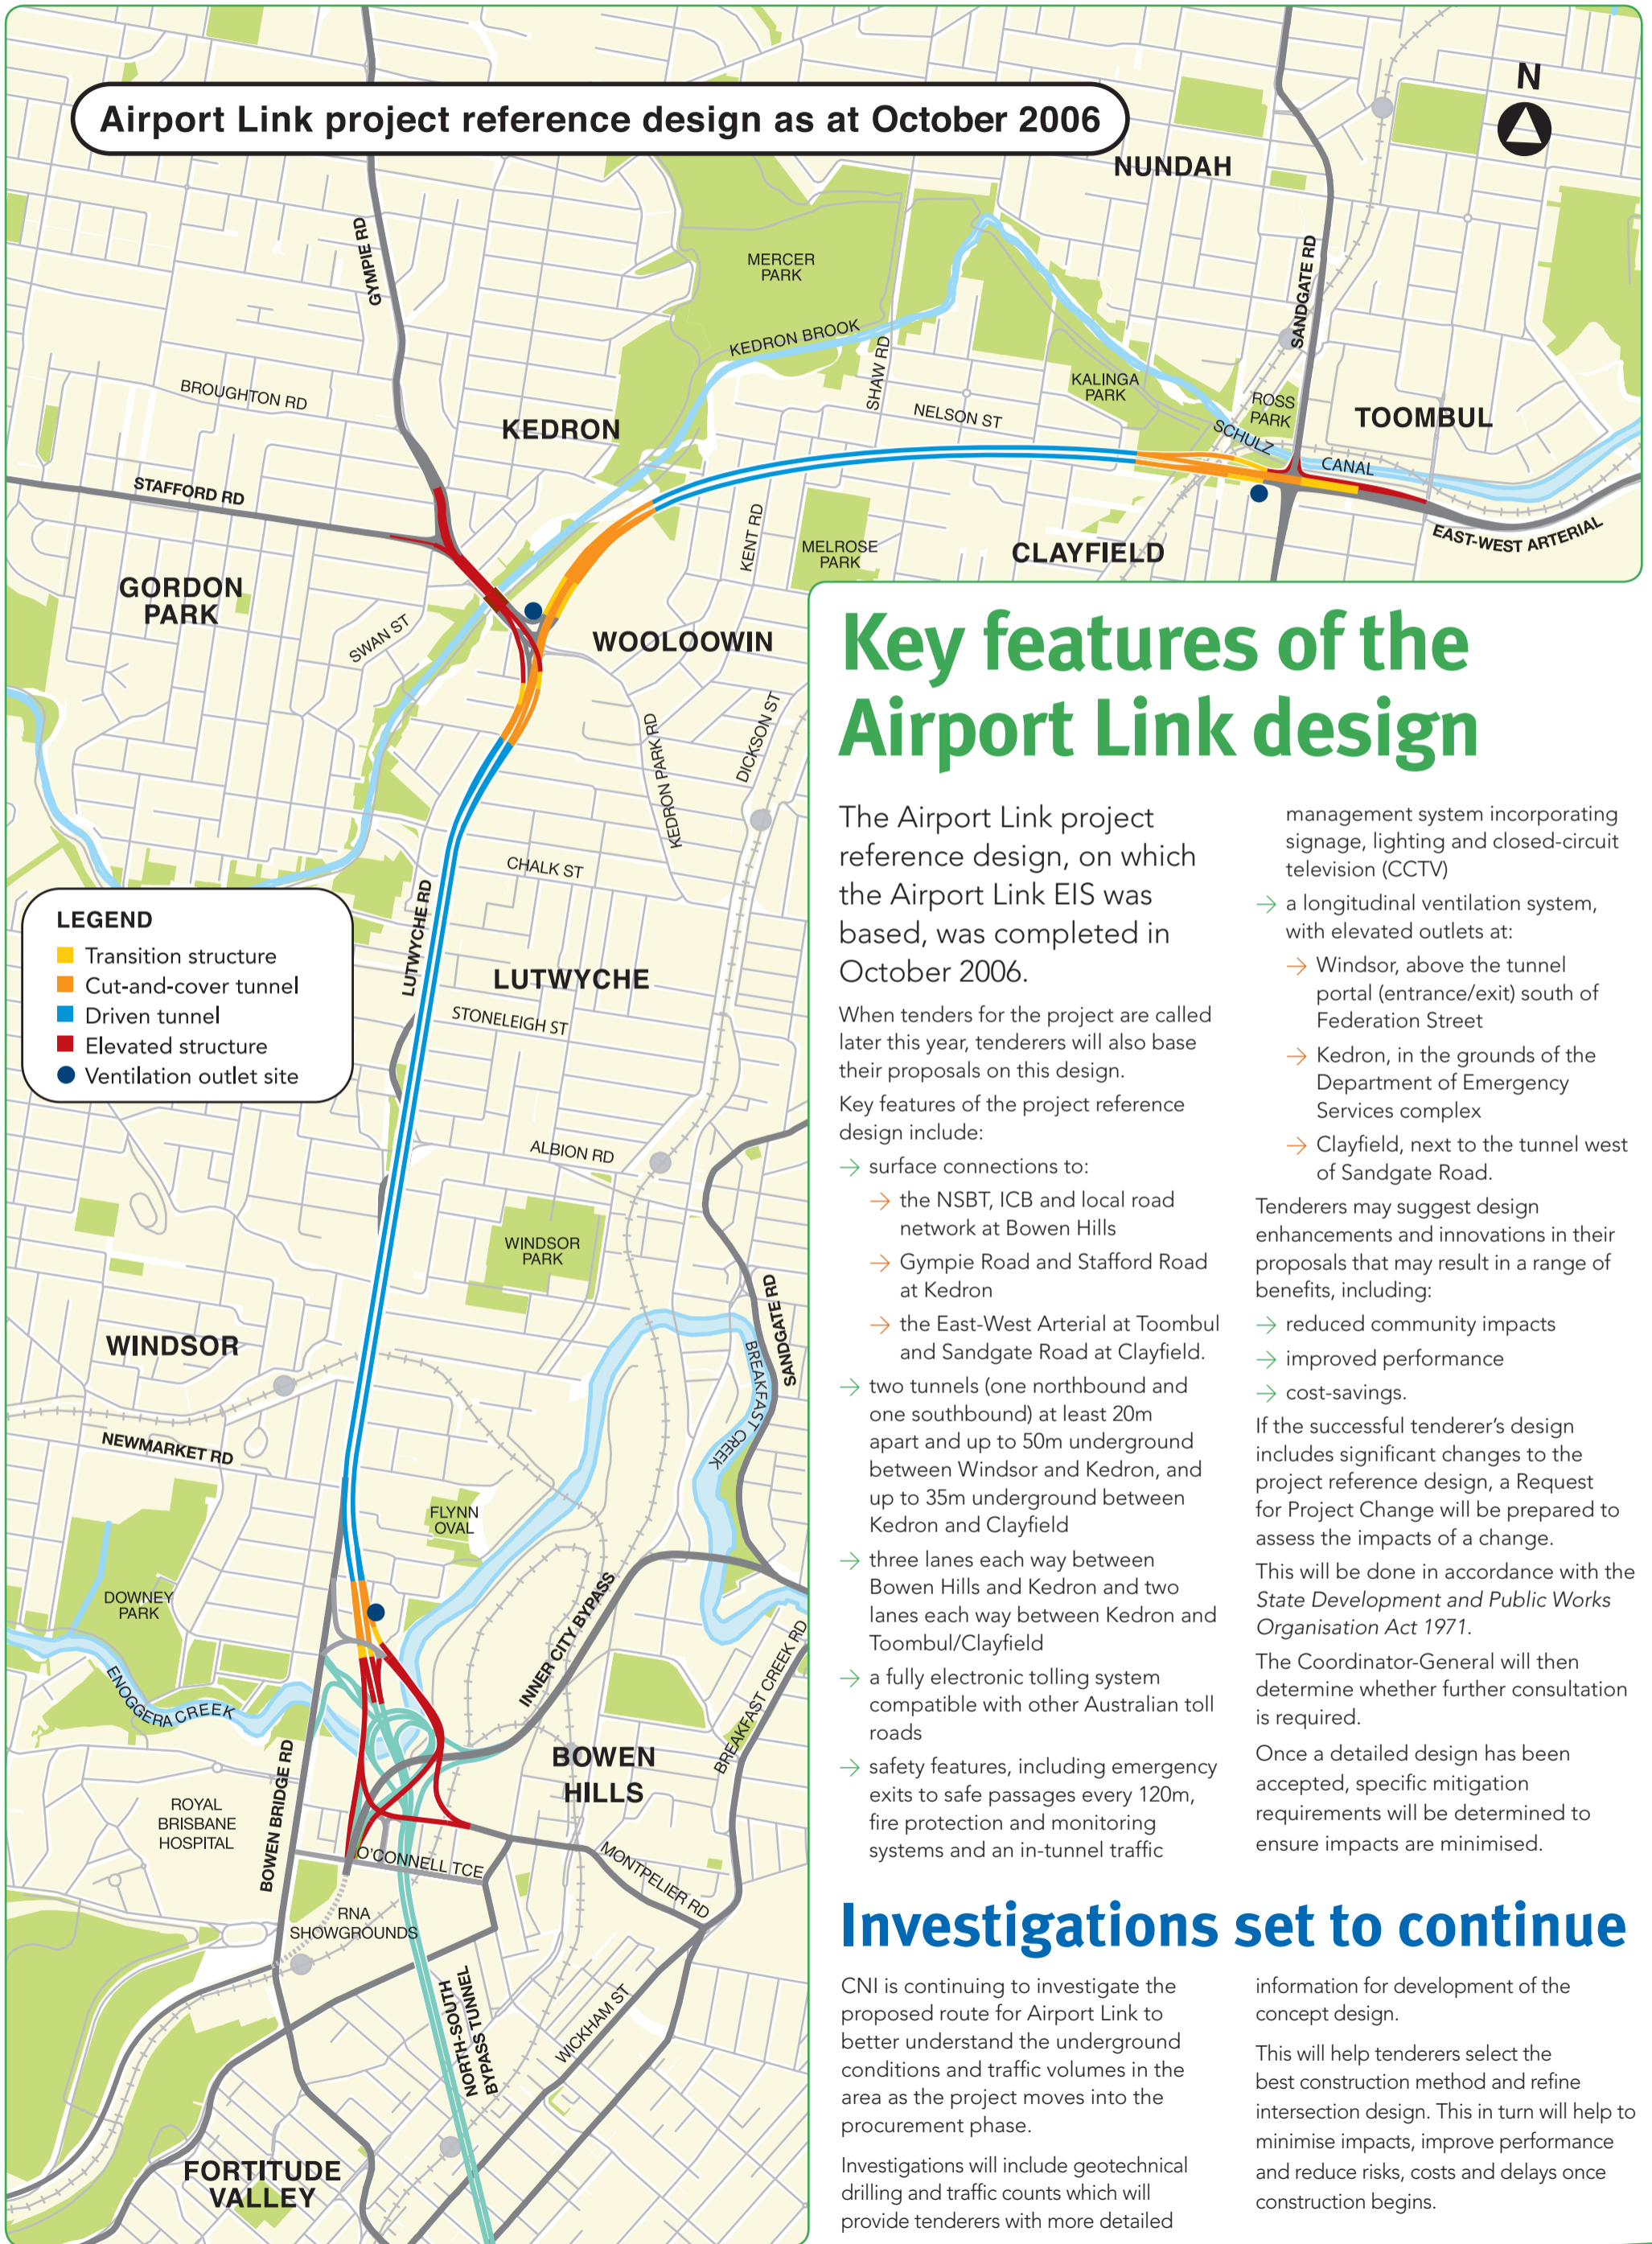 Airport Link project reference design as at October 2006
N
NUNDAH
GYMPIE RD
MERCER
PARK
SANDGATE RD
KEDRON BROOK
SHAW RD
KALINGA
PARK
BROUGHTON RD
ROSS
PARK
NELSON ST
KEDRON
TOOMBUL
SCHULZ
CANAL
STAFFORD RD
KENT RD
EAST-WEST ARTERIAL
MELROSE
PARK
CLAYFIELD
GORDON
PARK
SWAN ST
WOOLOOWIN
KEDRON PARK RD
DICKSON ST
CHALK ST
LUTWYCHE RD
LEGEND
Transition structure
Cut-and-cover tunnel
Driven tunnel
Elevated structure
Ventilation outlet site
LUTWYCHE
STONELEIGH ST
ALBION RD
WINDSOR
PARK
SANDGATE RD
WINDSOR
BREAKFAST CREEK
NEWMARKET RD
FLYNN
OVAL
DOWNEY
PARK
INNER CITY BYPASS
ENOGGERA CREEK
BREAKFAST CREEK RD
BOWEN
HILLS
BOWEN BRIDGE RD
ROYAL
BRISBANE
HOSPITAL
O'CONNELL TCE
MONTPELIER RD
RNA
SHOWGROUNDS
NORTH-SOUTH
BYPASS TUNNEL
WICKHAM ST
FORTITUDE
VALLEY
Key features of the
Airport Link design
The Airport Link project
reference design, on which
the Airport Link EIS was
based, was completed in
October 2006.
When tenders for the project are called
later this year, tenderers will also base
their proposals on this design.
Key features of the project reference
design include:
→ surface connections to:
→ the NSBT, ICB and local road
network at Bowen Hills
→ Gympie Road and Stafford Road
at Kedron
→ the East-West Arterial at Toombul
and Sandgate Road at Clayfield.
→ two tunnels (one northbound and
one southbound) at least 20m
apart and up to 50m underground
between Windsor and Kedron, and
up to 35m underground between
Kedron and Clayfield
→ three lanes each way between
Bowen Hills and Kedron and two
lanes each way between Kedron and
Toombul/Clayfield
→ a fully electronic tolling system
compatible with other Australian toll
roads
→ safety features, including emergency
exits to safe passages every 120m,
fire protection and monitoring
systems and an in-tunnel traffic
management system incorporating
signage, lighting and closed-circuit
television (CCTV)
→ a longitudinal ventilation system,
with elevated outlets at:
→ Windsor, above the tunnel
portal (entrance/exit) south of
Federation Street
→ Kedron, in the grounds of the
Department of Emergency
Services complex
→ Clayfield, next to the tunnel west
of Sandgate Road.
Tenderers may suggest design
enhancements and innovations in their
proposals that may result in a range of
benefits, including:
→ reduced community impacts
→ improved performance
→ cost-savings.
If the successful tenderer's design
includes significant changes to the
project reference design, a Request
for Project Change will be prepared to
assess the impacts of a change.
This will be done in accordance with the
State Development and Public Works
Organisation Act 1971.
The Coordinator-General will then
determine whether further consultation
is required.
Once a detailed design has been
accepted, specific mitigation
requirements will be determined to
ensure impacts are minimised.
Investigations set to continue
CNI is continuing to investigate the
proposed route for Airport Link to
better understand the underground
conditions and traffic volumes in the
area as the project moves into the
procurement phase.
Investigations will include geotechnical
drilling and traffic counts which will
provide tenderers with more detailed
information for development of the
concept design.
This will help tenderers select the
best construction method and refine
intersection design. This in turn will help to
minimise impacts, improve performance
and reduce risks, costs and delays once
construction begins.